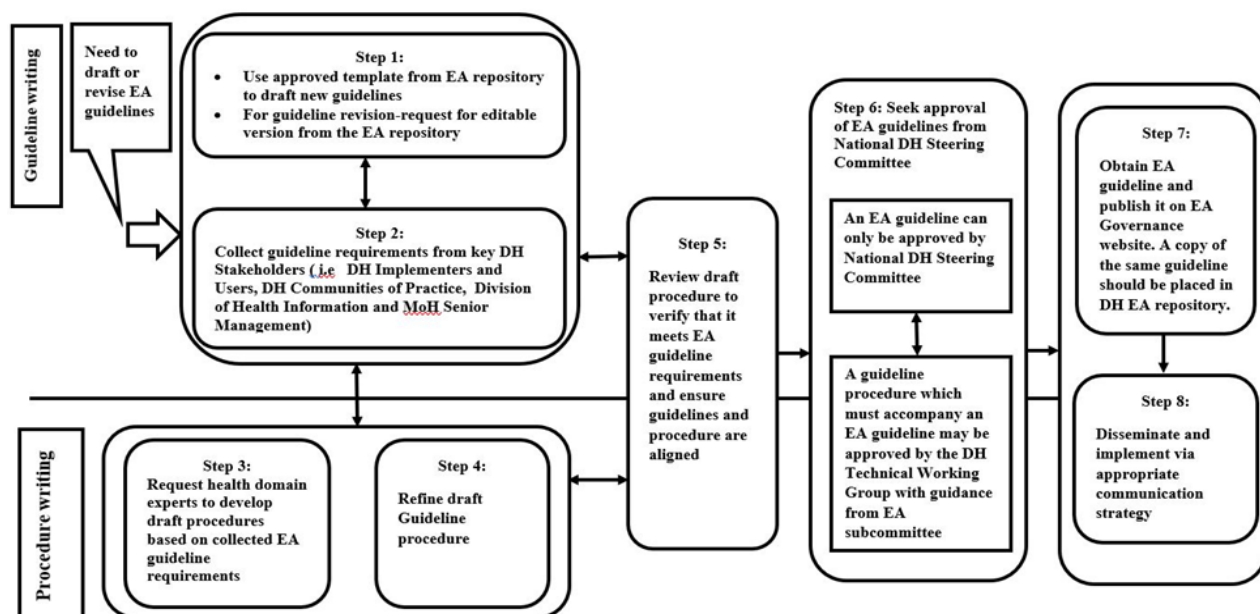 Guideline writing
Need to
draft or
revise EA
guidelines
Step 1:
• Use approved template from EA repository
to draft new guidelines
• For guideline revision-request for editable
version from the EA repository
Step 2:
Collect guideline requirements from key DH
Stakeholders ( i.e DH Implementers and
Users, DH Communities of Practice, Division
of Health Information and MoH Senior
Management)
Procedure writing
Step 3:
Request health domain
experts to develop
draft procedures
based on collected EA
guideline
requirements
Step 4:
Refine draft
Guideline
procedure
Step 5:
Review draft
procedure to
verify that it
meets EA
guideline
requirements
and ensure
guidelines and
procedure are
aligned
Step 6: Seek approval
of EA guidelines from
National DH Steering
Committee
An EA guideline can
only be approved by
National DH Steering
Committee
A guideline
procedure which
must accompany an
EA guideline may be
approved by the DH
Technical Working
Group with guidance
from EA
subcommittee
Step 7:
Obtain EA
guideline and
publish it on EA
Governance
website. A copy of
the same guideline
should be placed in
DH EA repository.
Step 8:
Disseminate and
implement via
appropriate
communication
strategy